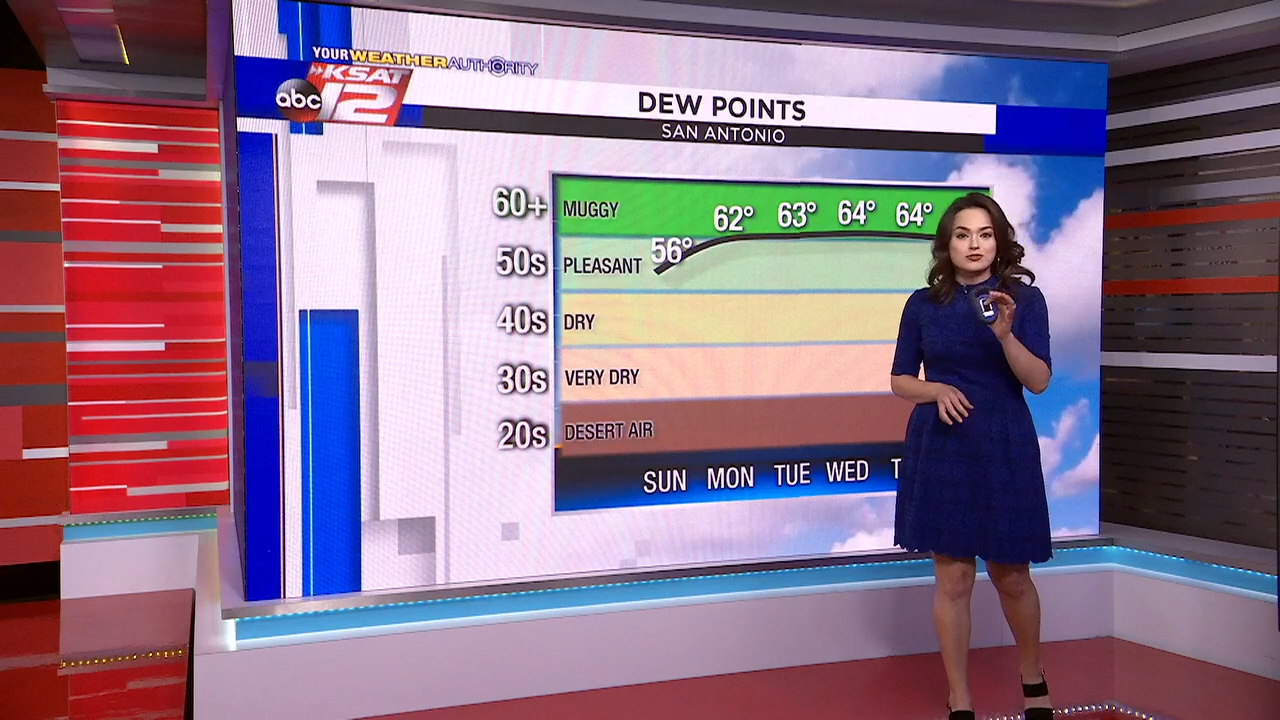 YOUR WEATHER AUTHORITY
abc KSAT 12
DEW POINTS
SAN ANTONIO
60+ MUGGY 62° 63° 64° 64°
56°
50s PLEASANT
40s DRY
30s VERY DRY
20s DESERT AIR
SUN MON TUE WED T